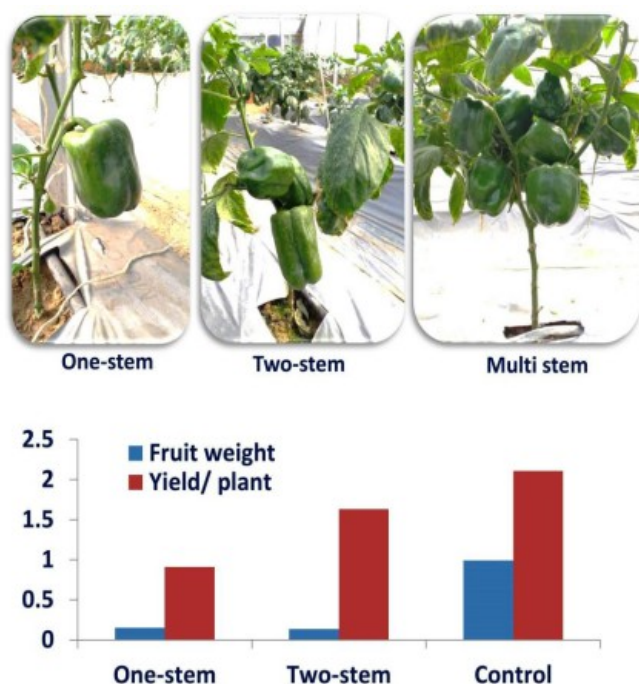 One-stem Two-stem Multi stem
2.5
Fruit weight
2
Yield/ plant
1.5
1
0.5
0
One-stem Two-stem Control